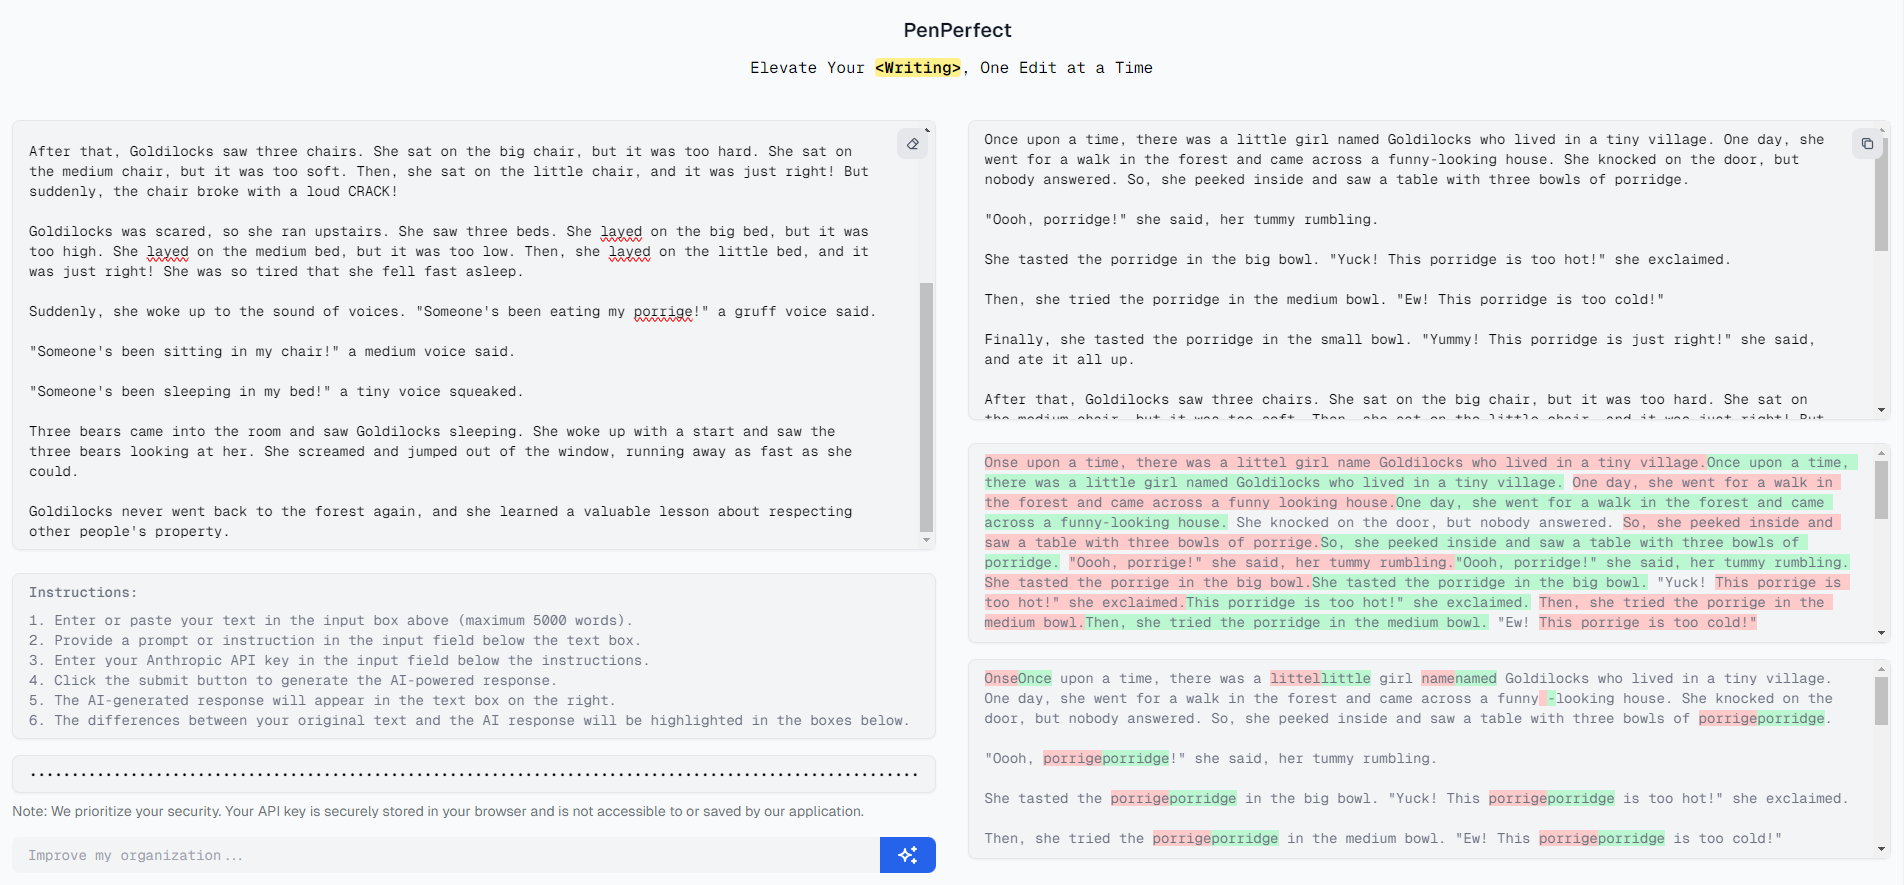 PenPerfect
Elevate Your <Writing>, One Edit at a Time
After that, Goldilocks saw three chairs. She sat on the big chair, but it was too hard. She sat on
the medium chair, but it was too soft. Then, she sat on the little chair, and it was just right! But
suddenly, the chair broke with a loud CRACK!
Goldilocks was scared, so she ran upstairs. She saw three beds. She layed on the big bed, but it was
too high. She layed on the medium bed, but it was too low. Then, she layed on the little bed, and it
was just right! She was so tired that she fell fast asleep.
Suddenly, she woke up to the sound of voices. "Someone's been eating my porrige!" a gruff voice said.
"Someone's been sitting in my chair!" a medium voice said.
"Someone's been sleeping in my bed!" a tiny voice squeaked.
Three bears came into the room and saw Goldilocks sleeping. She woke up with a start and saw the
three bears looking at her. She screamed and jumped out of the window, running away as fast as she
could.
Goldilocks never went back to the forest again, and she learned a valuable lesson about respecting
other people's property.
Instructions:
1. Enter or paste your text in the input box above (maximum 5000 words).
2. Provide a prompt or instruction in the input field below the text box.
3. Enter your Anthropic API key in the input field below the instructions.
4. Click the submit button to generate the AI-powered response.
5. The AI-generated response will appear in the text box on the right.
6. The differences between your original text and the AI response will be highlighted in the boxes below.
Note: We prioritize your security. Your API key is securely stored in your browser and is not accessible to or saved by our application.
Improve my organization...
Once upon a time, there was a little girl named Goldilocks who lived in a tiny village. One day, she
went for a walk in the forest and came across a funny-looking house. She knocked on the door, but
nobody answered. So, she peeked inside and saw a table with three bowls of porridge.
"Oooh, porridge!" she said, her tummy rumbling.
She tasted the porridge in the big bowl. "Yuck! This porridge is too hot!" she exclaimed.
Then, she tried the porridge in the medium bowl. "Ew! This porridge is too cold!"
Finally, she tasted the porridge in the small bowl. "Yummy! This porridge is just right!" she said,
and ate it all up.
After that, Goldilocks saw three chairs. She sat on the big chair, but it was too hard. She sat on
the medium chair, but it was too soft. Then, she sat on the little chair, and it was just right! But
Onse upon a time, there was a littel girl name Goldilocks who lived in a tiny village.Once upon a time,
there was a little girl named Goldilocks who lived in a tiny village. One day, she went for a walk in
the forest and came across a funny looking house.One day, she went for a walk in the forest and came
across a funny-looking house. She knocked on the door, but nobody answered. So, she peeked inside and
saw a table with three bowls of porrige.So, she peeked inside and saw a table with three bowls of
porridge. "Oooh, porrige!" she said, her tummy rumbling."Oooh, porridge!" she said, her tummy rumbling.
She tasted the porrige in the big bowl.She tasted the porridge in the big bowl. "Yuck! This porrige is
too hot!" she exclaimed.This porridge is too hot!" she exclaimed. Then, she tried the porrige in the
medium bowl.Then, she tried the porridge in the medium bowl. "Ew! This porrige is too cold!"
OnseOnce upon a time, there was a littellittle girl namenamed Goldilocks who lived in a tiny village.
One day, she went for a walk in the forest and came across a funny -looking house. She knocked on the
door, but nobody answered. So, she peeked inside and saw a table with three bowls of porrigeporridge.
"Oooh, porrigeporridge!" she said, her tummy rumbling.
She tasted the porrigeporridge in the big bowl. "Yuck! This porrigeporridge is too hot!" she exclaimed.
Then, she tried the porrigeporridge in the medium bowl. "Ew! This porrigeporridge is too cold!"